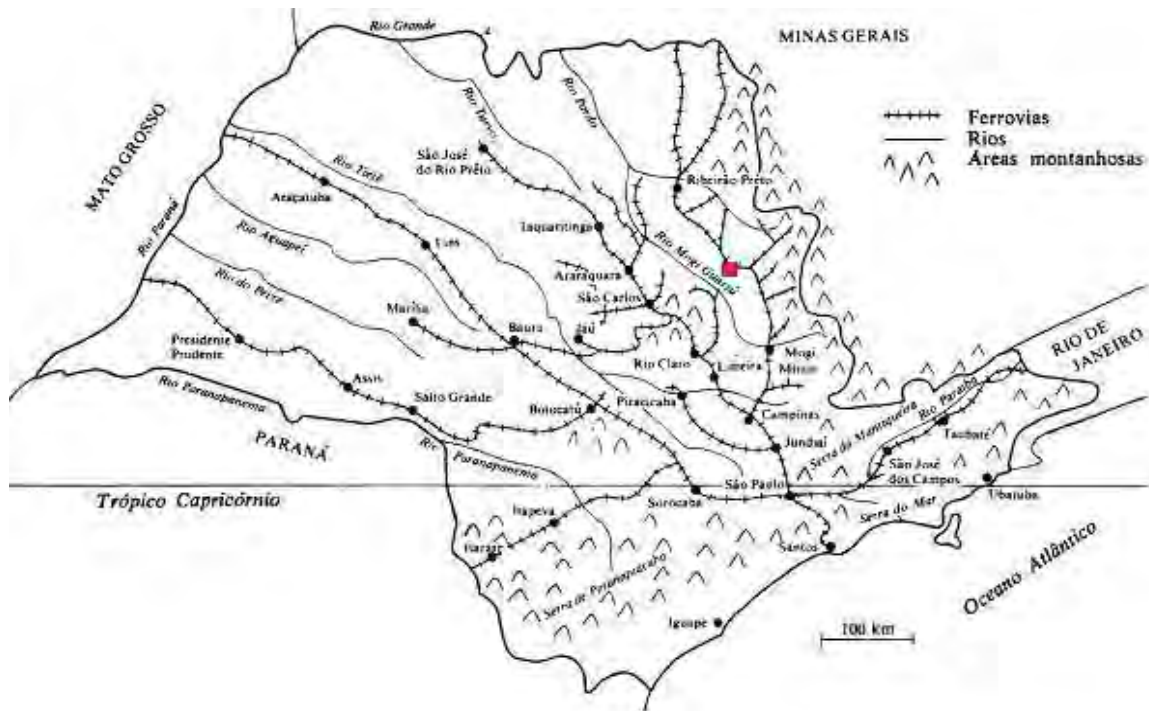 Rio Grande
MINAS GERAIS
MATO GROSSO
Rio Turvo
Rio Pardo
Ferrovias
Rios
Áreas montanhosas
São José
do Rio Prêto
Rio Tietê
Ribeirão Prêto
Araçatuba
Taquaritinga
Rio Paraná
Rio Aguapeí
Lins
Rio Mogi Guaçú
Araraquara
Rio do Peixe
São Carlos
Marília
Bauru
Jaú
RIO DE
JANEIRO
Presidente
Prudente
Rio Claro
Limeira
Mogi
Mirim
Assis
Piracicaba
Rio Paranapanema
Salto Grande
Botucatú
Campinas
Serra da Mantiqueira
Rio Paraíba
Taubaté
PARANÁ
Rio Paranapanema
Jundiaí
São José
dos Campos
Trópico Capricórnio
São Paulo
Sorocaba
Ubatuba
Serra do Mar
Itapeva
Itararé
Santos
Oceano Atlântico
Serra de Paranapiacaba
Iguape
100 km